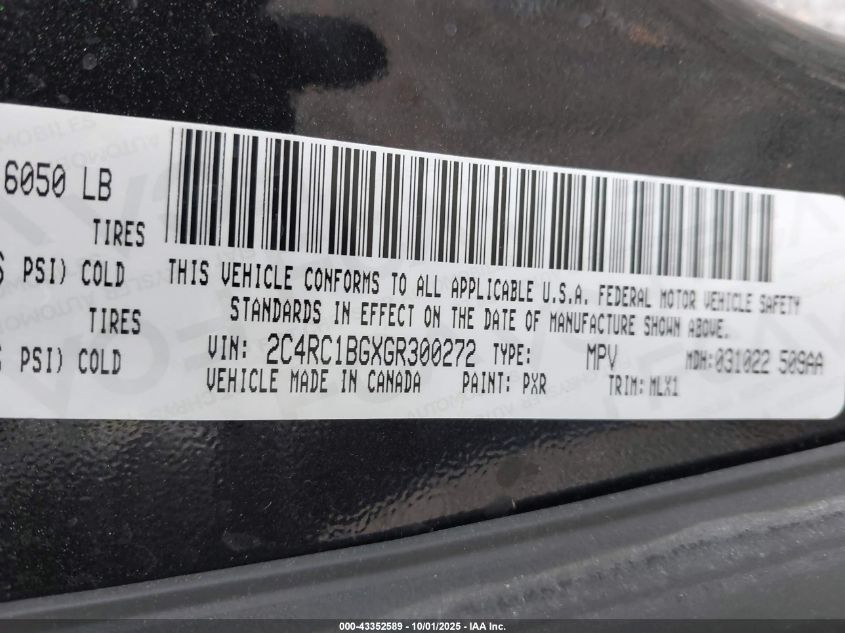 6050 LB
TIRES
PSI) COLD
TIRES
PSI) COLD
THIS VEHICLE CONFORMS TO ALL APPLICABLE U.S.A. FEDERAL MOTOR VEHICLE SAFETY
STANDARDS IN EFFECT ON THE DATE OF MANUFACTURE SHOWN ABOVE.
VIN: 2C4RC1BGXGR300272 TYPE: MPV MDH: 031022 509AA
VEHICLE MADE IN CANADA PAINT: PXR TRIM: MLX1
000-43352589 - 10/01/2025 - IAA Inc.